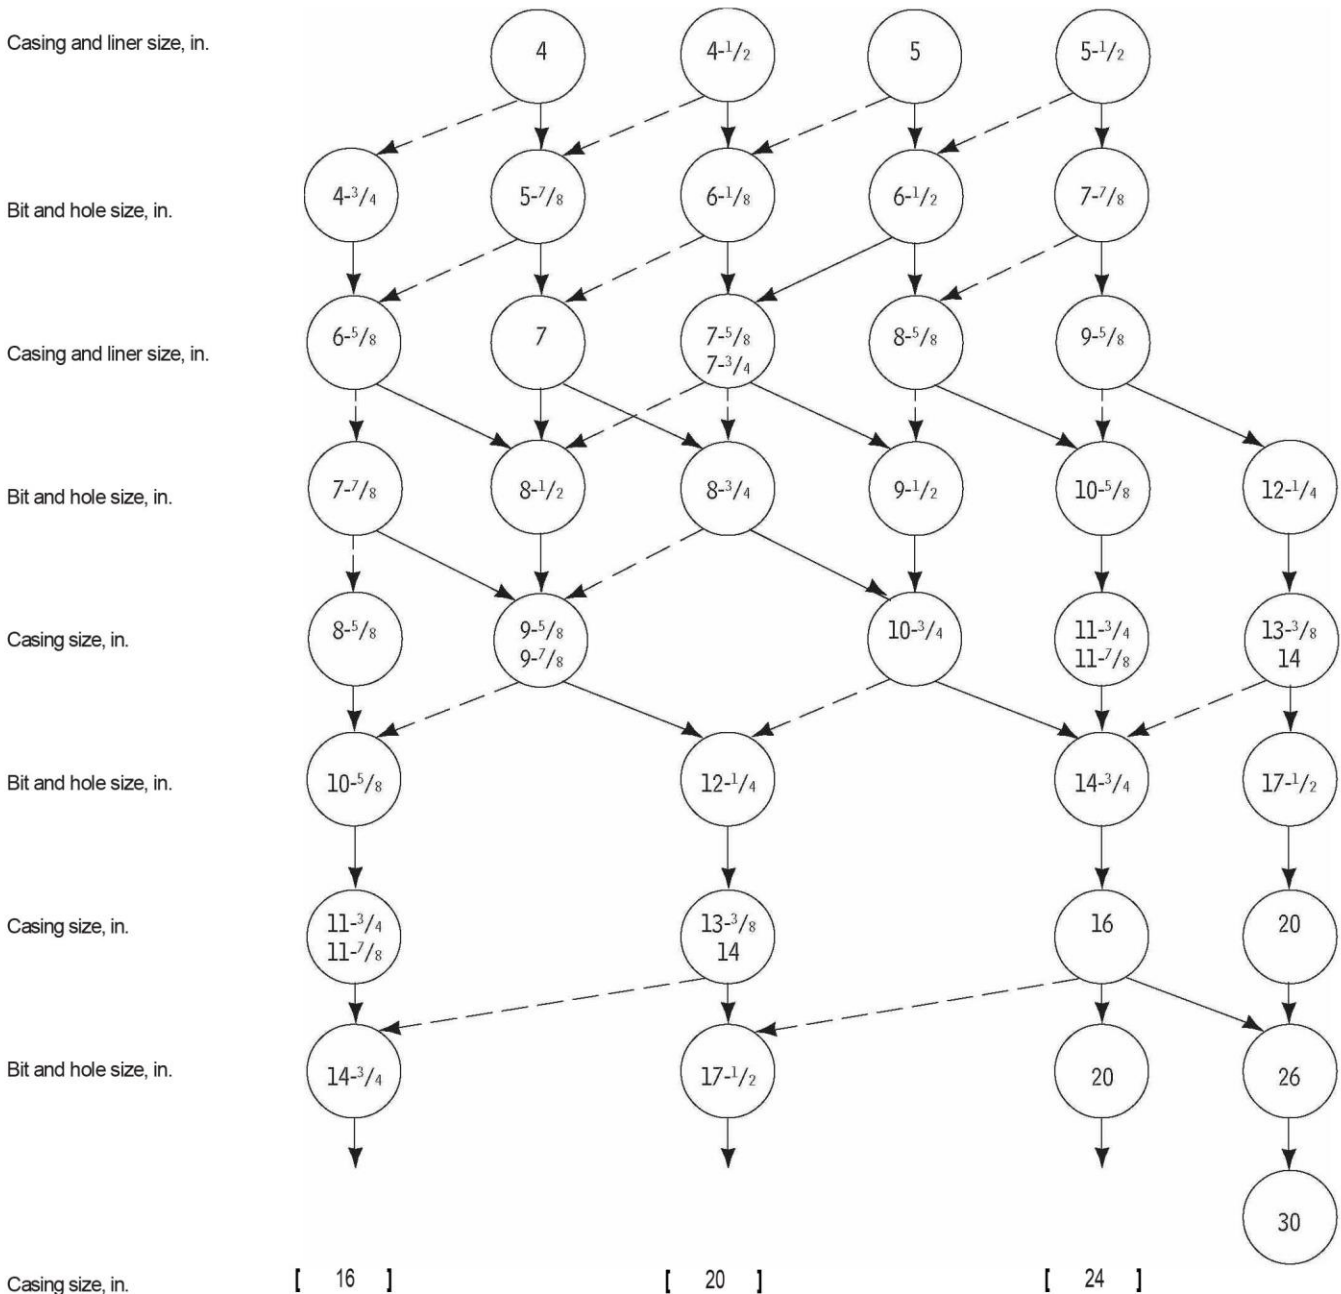 Casing and liner size, in. 4 4-1/2 5 5-1/2
Bit and hole size, in. 4-3/4 5-7/8 6-1/8 6-1/2 7-7/8
Casing and liner size, in. 6-5/8 7 7-5/8 8-5/8 9-5/8
7-3/4
Bit and hole size, in. 7-7/8 8-1/2 8-3/4 9-1/2 10-5/8 12-1/4
Casing size, in. 8-5/8 9-5/8 10-3/4 11-3/4 13-3/8
9-7/8 11-7/8 14
Bit and hole size, in. 10-5/8 12-1/4 14-3/4 17-1/2
Casing size, in. 11-3/4 13-3/8 16 20
11-7/8 14
Bit and hole size, in. 14-3/4 17-1/2 20 26
30
Casing size, in. [ 16 ] [ 20 ] [ 24 ]